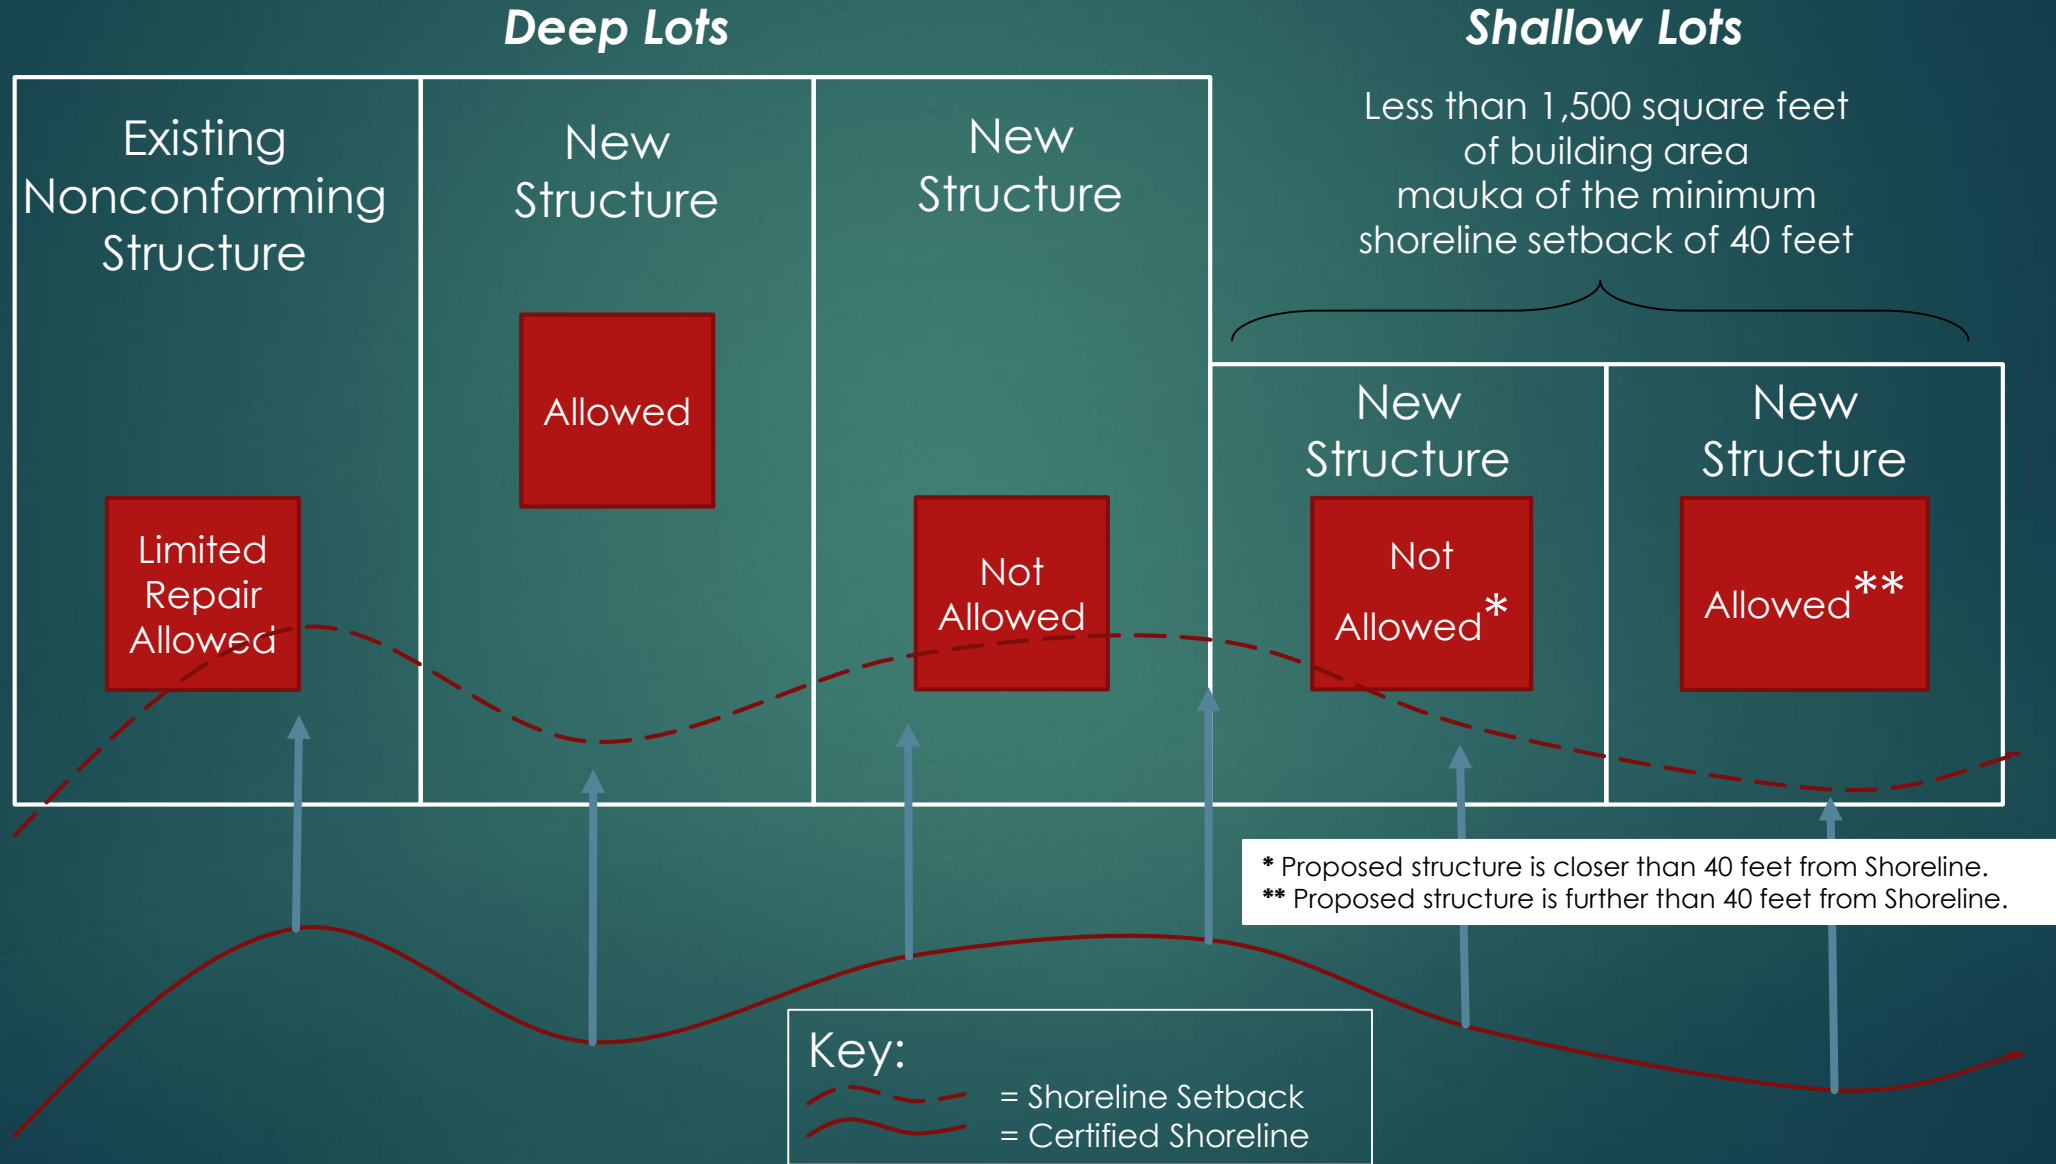 Deep Lots
Existing
Nonconforming
Structure
Limited
Repair
Allowed
New
Structure
Allowed
New
Structure
Not
Allowed
Shallow Lots
Less than 1,500 square feet
of building area
mauka of the minimum
shoreline setback of 40 feet
New
Structure
Not
Allowed*
New
Structure
Allowed**
* Proposed structure is closer than 40 feet from Shoreline.
** Proposed structure is further than 40 feet from Shoreline.
Key:
= Shoreline Setback
= Certified Shoreline